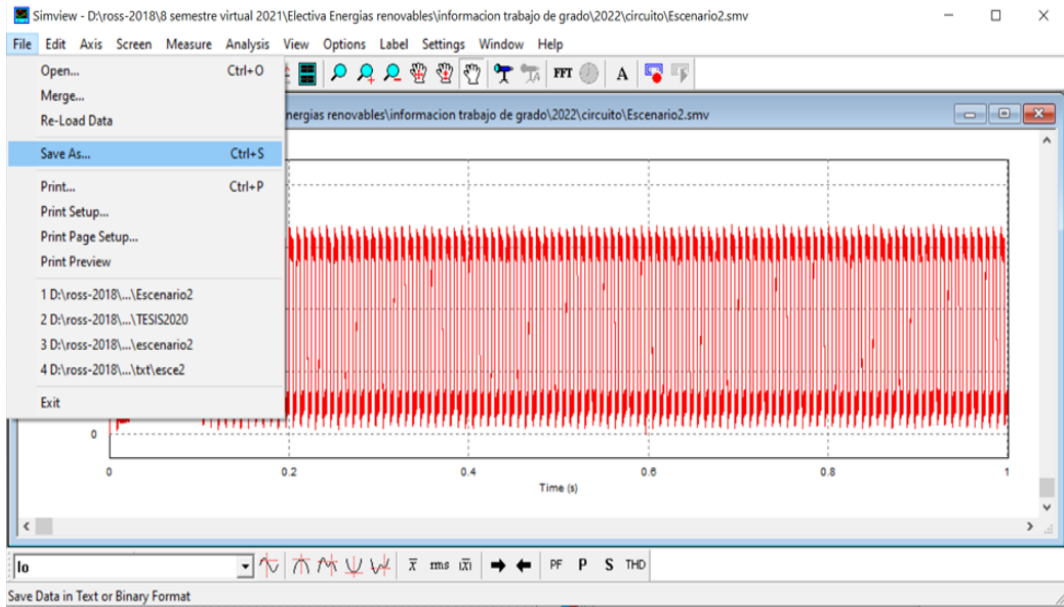 Simview - D:\ross-2018\8 semestre virtual 2021\Electiva Energias renovables\informacion trabajo de grado\2022\circuito\Escenario2.smv
File Edit Axis Screen Measure Analysis View Options Label Settings Window Help
Open... Ctrl+O
Merge...
Re-Load Data
Save As... Ctrl+S
Print... Ctrl+P
Print Setup...
Print Page Setup...
Print Preview
1 D:\ross-2018\...\Escenario2
2 D:\ross-2018\...\TESIS2020
3 D:\ross-2018\...\escenario2
4 D:\ross-2018\...\txt\esce2
Exit
FFT A
nergias renovables\informacion trabajo de grado\2022\circuito\Escenario2.smv
0
0 0.2 0.4 0.6 0.8 1
Time (s)
Io x rms |x| PF P S THD
Save Data in Text or Binary Format